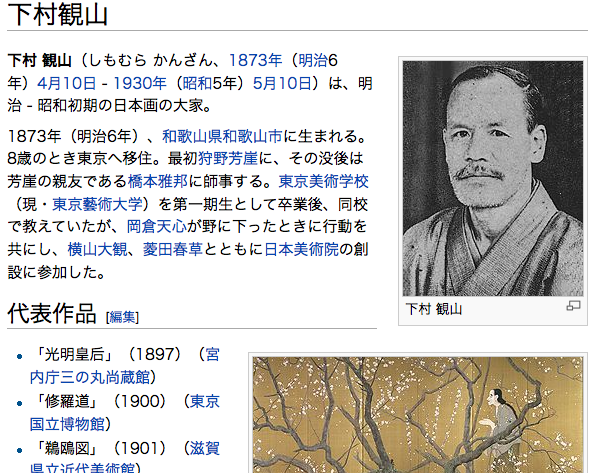 下村観山
下村 観山（しもむら かんざん、1873年（明治6
年）4月10日 - 1930年（昭和5年）5月10日）は、明
治 - 昭和初期の日本画の大家。
1873年（明治6年）、和歌山県和歌山市に生まれる。
8歳のとき東京へ移住。最初狩野芳崖に、その没後は
芳崖の親友である橋本雅邦に師事する。東京美術学校
（現・東京藝術大学）を第一期生として卒業後、同校
で教えていたが、岡倉天心が野に下ったときに行動を
共にし、横山大観、菱田春草とともに日本美術院の創
設に参加した。
下村 観山
代表作品 [編集]
「光明皇后」（1897）（宮
内庁三の丸尚蔵館）
「修羅道」（1900）（東京
国立博物館）
「鵜鴎図」（1901）（滋賀
県立近代美術館）